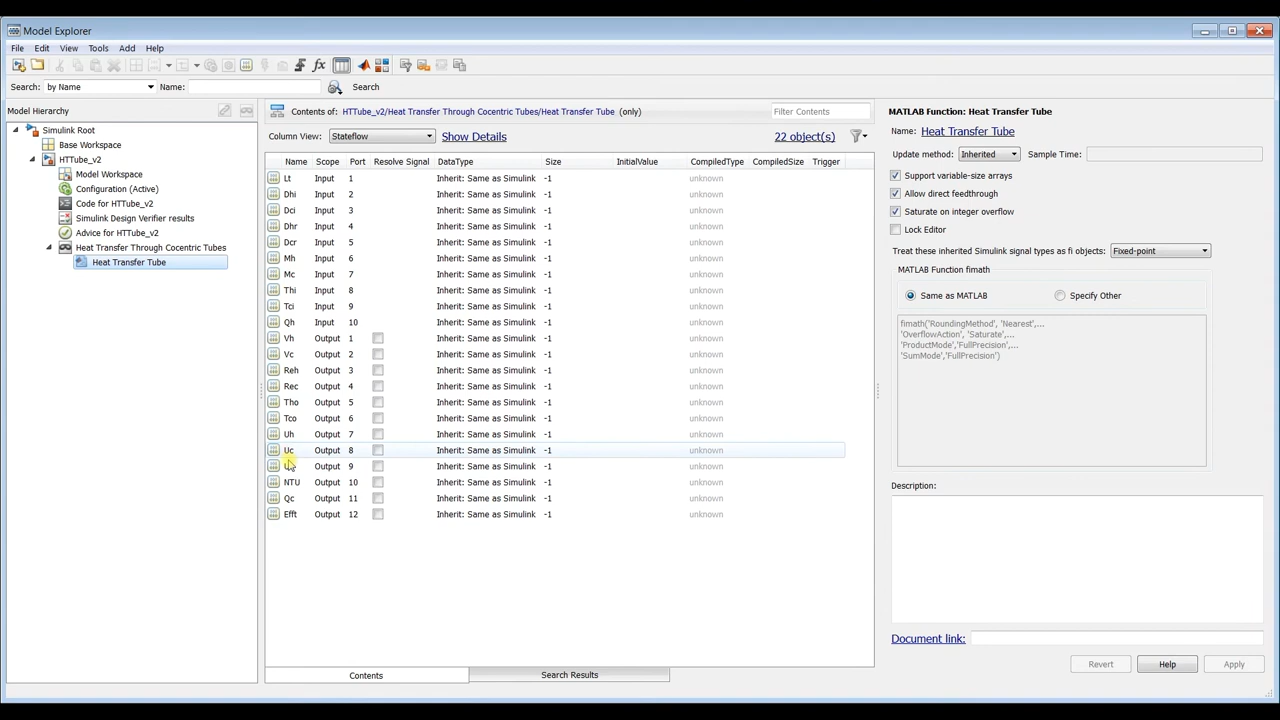 Model Explorer
File Edit View Tools Add Help
Search: by Name Name: Search
Model Hierarchy
Simulink Root
Base Workspace
HTTube_v2
Model Workspace
Configuration (Active)
Code for HTTube_v2
Simulink Design Verifier results
Advice for HTTube_v2
Heat Transfer Through Cocentric Tubes
Heat Transfer Tube
Contents of: HTTube_v2/Heat Transfer Through Cocentric Tubes/Heat Transfer Tube (only) Filter Contents
Column View: Stateflow Show Details 22 object(s)
Name Scope Port Resolve Signal DataType Size InitialValue CompiledType CompiledSize Trigger
Lt Input 1 Inherit: Same as Simulink -1 unknown
Dhi Input 2 Inherit: Same as Simulink -1 unknown
Dci Input 3 Inherit: Same as Simulink -1 unknown
Dhr Input 4 Inherit: Same as Simulink -1 unknown
Dcr Input 5 Inherit: Same as Simulink -1 unknown
Mh Input 6 Inherit: Same as Simulink -1 unknown
Mc Input 7 Inherit: Same as Simulink -1 unknown
Thi Input 8 Inherit: Same as Simulink -1 unknown
Tci Input 9 Inherit: Same as Simulink -1 unknown
Qh Input 10 Inherit: Same as Simulink -1 unknown
Vh Output 1 Inherit: Same as Simulink -1 unknown
Vc Output 2 Inherit: Same as Simulink -1 unknown
Reh Output 3 Inherit: Same as Simulink -1 unknown
Rec Output 4 Inherit: Same as Simulink -1 unknown
Tho Output 5 Inherit: Same as Simulink -1 unknown
Tco Output 6 Inherit: Same as Simulink -1 unknown
Uh Output 7 Inherit: Same as Simulink -1 unknown
Uc Output 8 Inherit: Same as Simulink -1 unknown
Output 9 Inherit: Same as Simulink -1 unknown
NTU Output 10 Inherit: Same as Simulink -1 unknown
Qc Output 11 Inherit: Same as Simulink -1 unknown
Efft Output 12 Inherit: Same as Simulink -1 unknown
Contents Search Results
MATLAB Function: Heat Transfer Tube
Name: Heat Transfer Tube
Update method: Inherited Sample Time:
Support variable-size arrays
Allow direct feedthrough
Saturate on integer overflow
Lock Editor
Treat these inherited Simulink signal types as fi objects: Fixed-point
MATLAB Function fimath
Same as MATLAB Specify Other
fimath('RoundingMethod', 'Nearest',...
'OverflowAction', 'Saturate',...
'ProductMode','FullPrecision',...
'SumMode','FullPrecision')
Description:
Document link:
Revert Help Apply